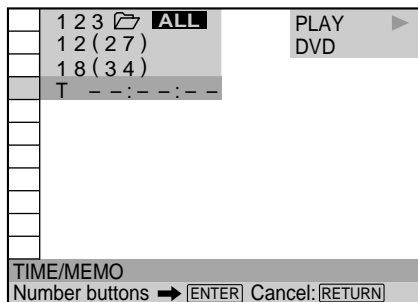 1 2 3 ALL
PLAY
1 2 ( 2 7 )
DVD
1 8 ( 3 4 )
T – – : – – : – –
TIME/MEMO
Number buttons ➡ ENTER Cancel: RETURN